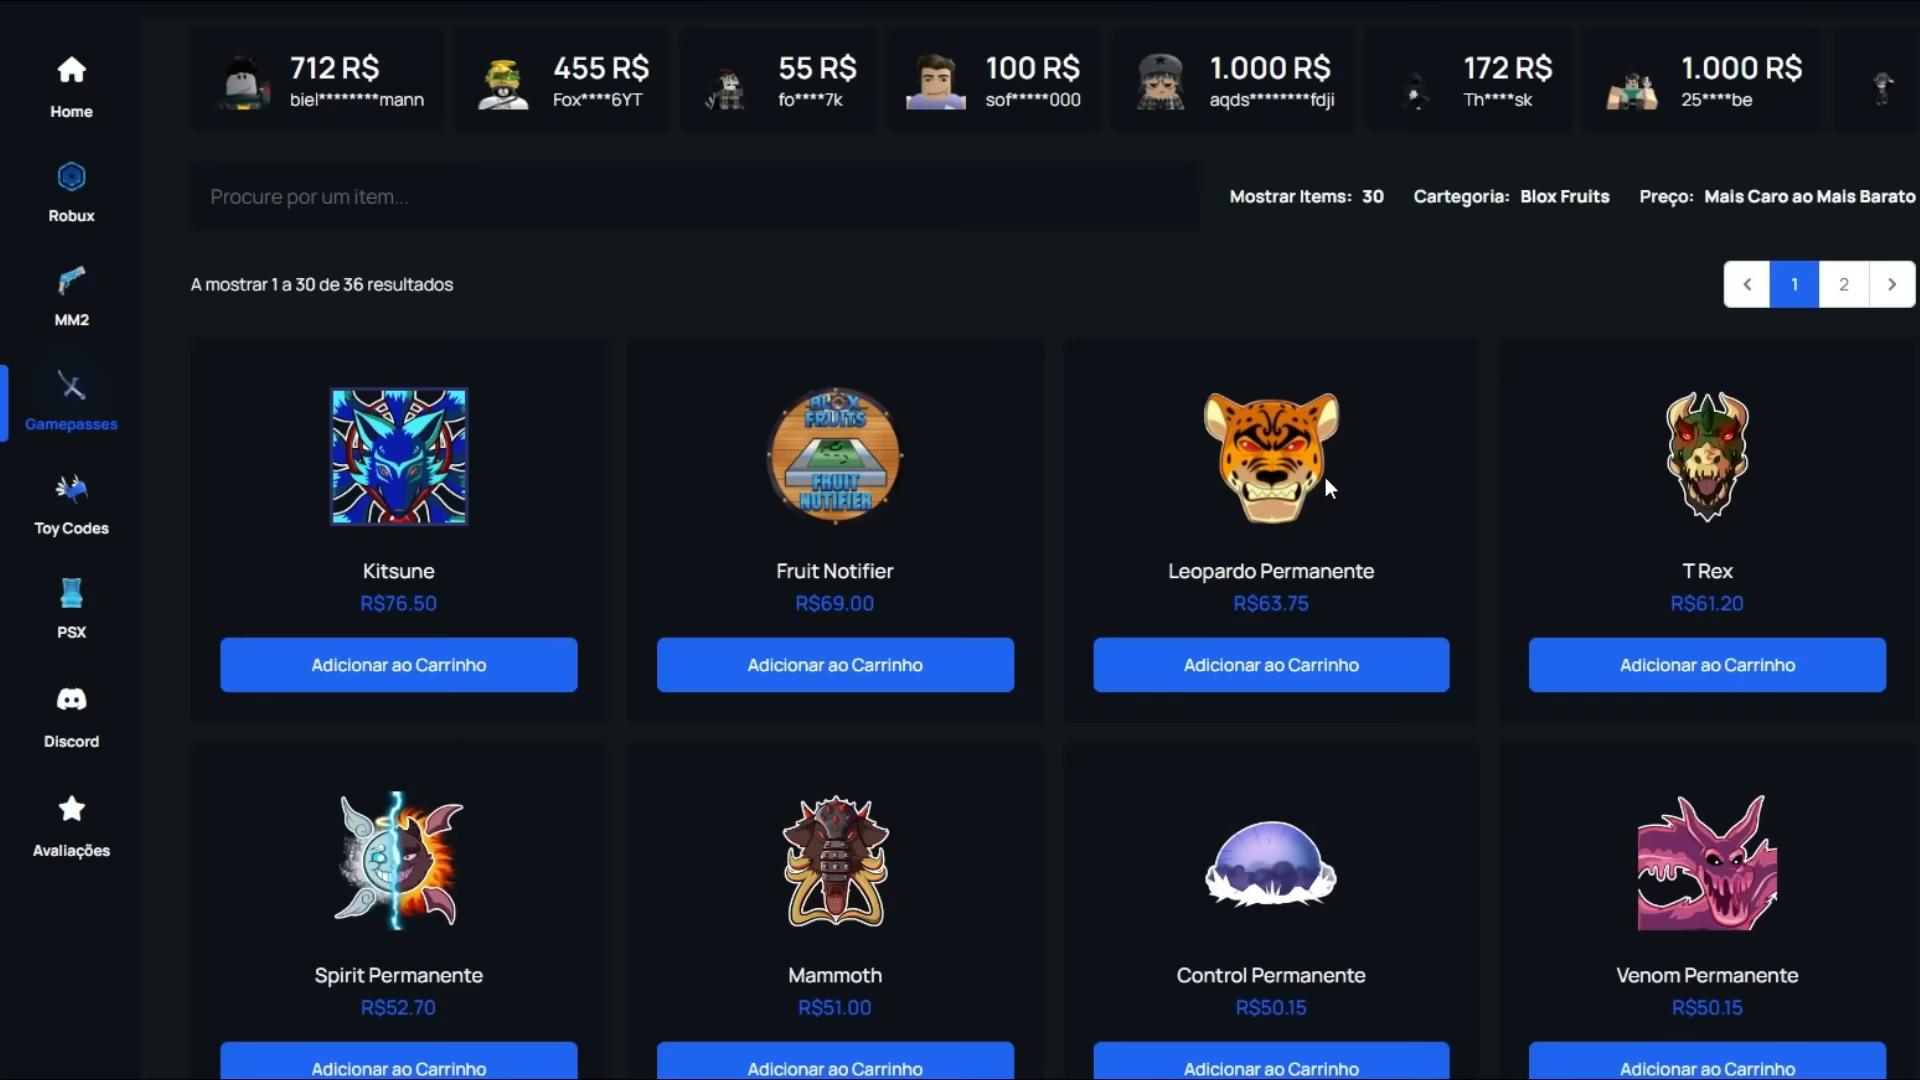 Home
Robux
MM2
Gamepasses
Toy Codes
PSX
Discord
Avaliações
712 R$
biel********mann
455 R$
Fox****6YT
55 R$
fo****7k
100 R$
sof*****000
1.000 R$
aqds********fdji
172 R$
Th****sk
1.000 R$
25****be
Procure por um item...
Mostrar Items: 30
Cartegoria: Blox Fruits
Preço: Mais Caro ao Mais Barato
A mostrar 1 a 30 de 36 resultados
1
2
BLOX
FRUITS
FRUIT
NOTIFIER
Kitsune
R$76.50
Adicionar ao Carrinho
Fruit Notifier
R$69.00
Adicionar ao Carrinho
Leopardo Permanente
R$63.75
Adicionar ao Carrinho
T Rex
R$61.20
Adicionar ao Carrinho
Spirit Permanente
R$52.70
Adicionar ao Carrinho
Mammoth
R$51.00
Adicionar ao Carrinho
Control Permanente
R$50.15
Adicionar ao Carrinho
Venom Permanente
R$50.15
Adicionar ao Carrinho